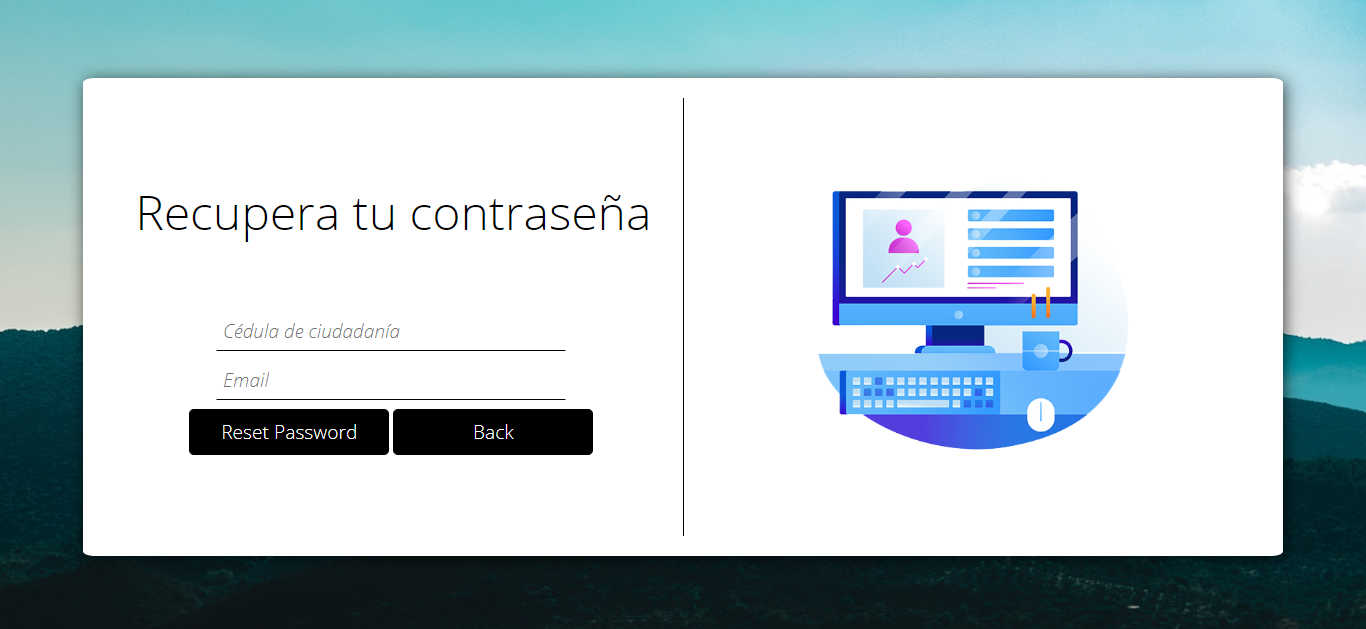 Recupera tu contraseña
Cédula de ciudadanía
Email
Reset Password
Back